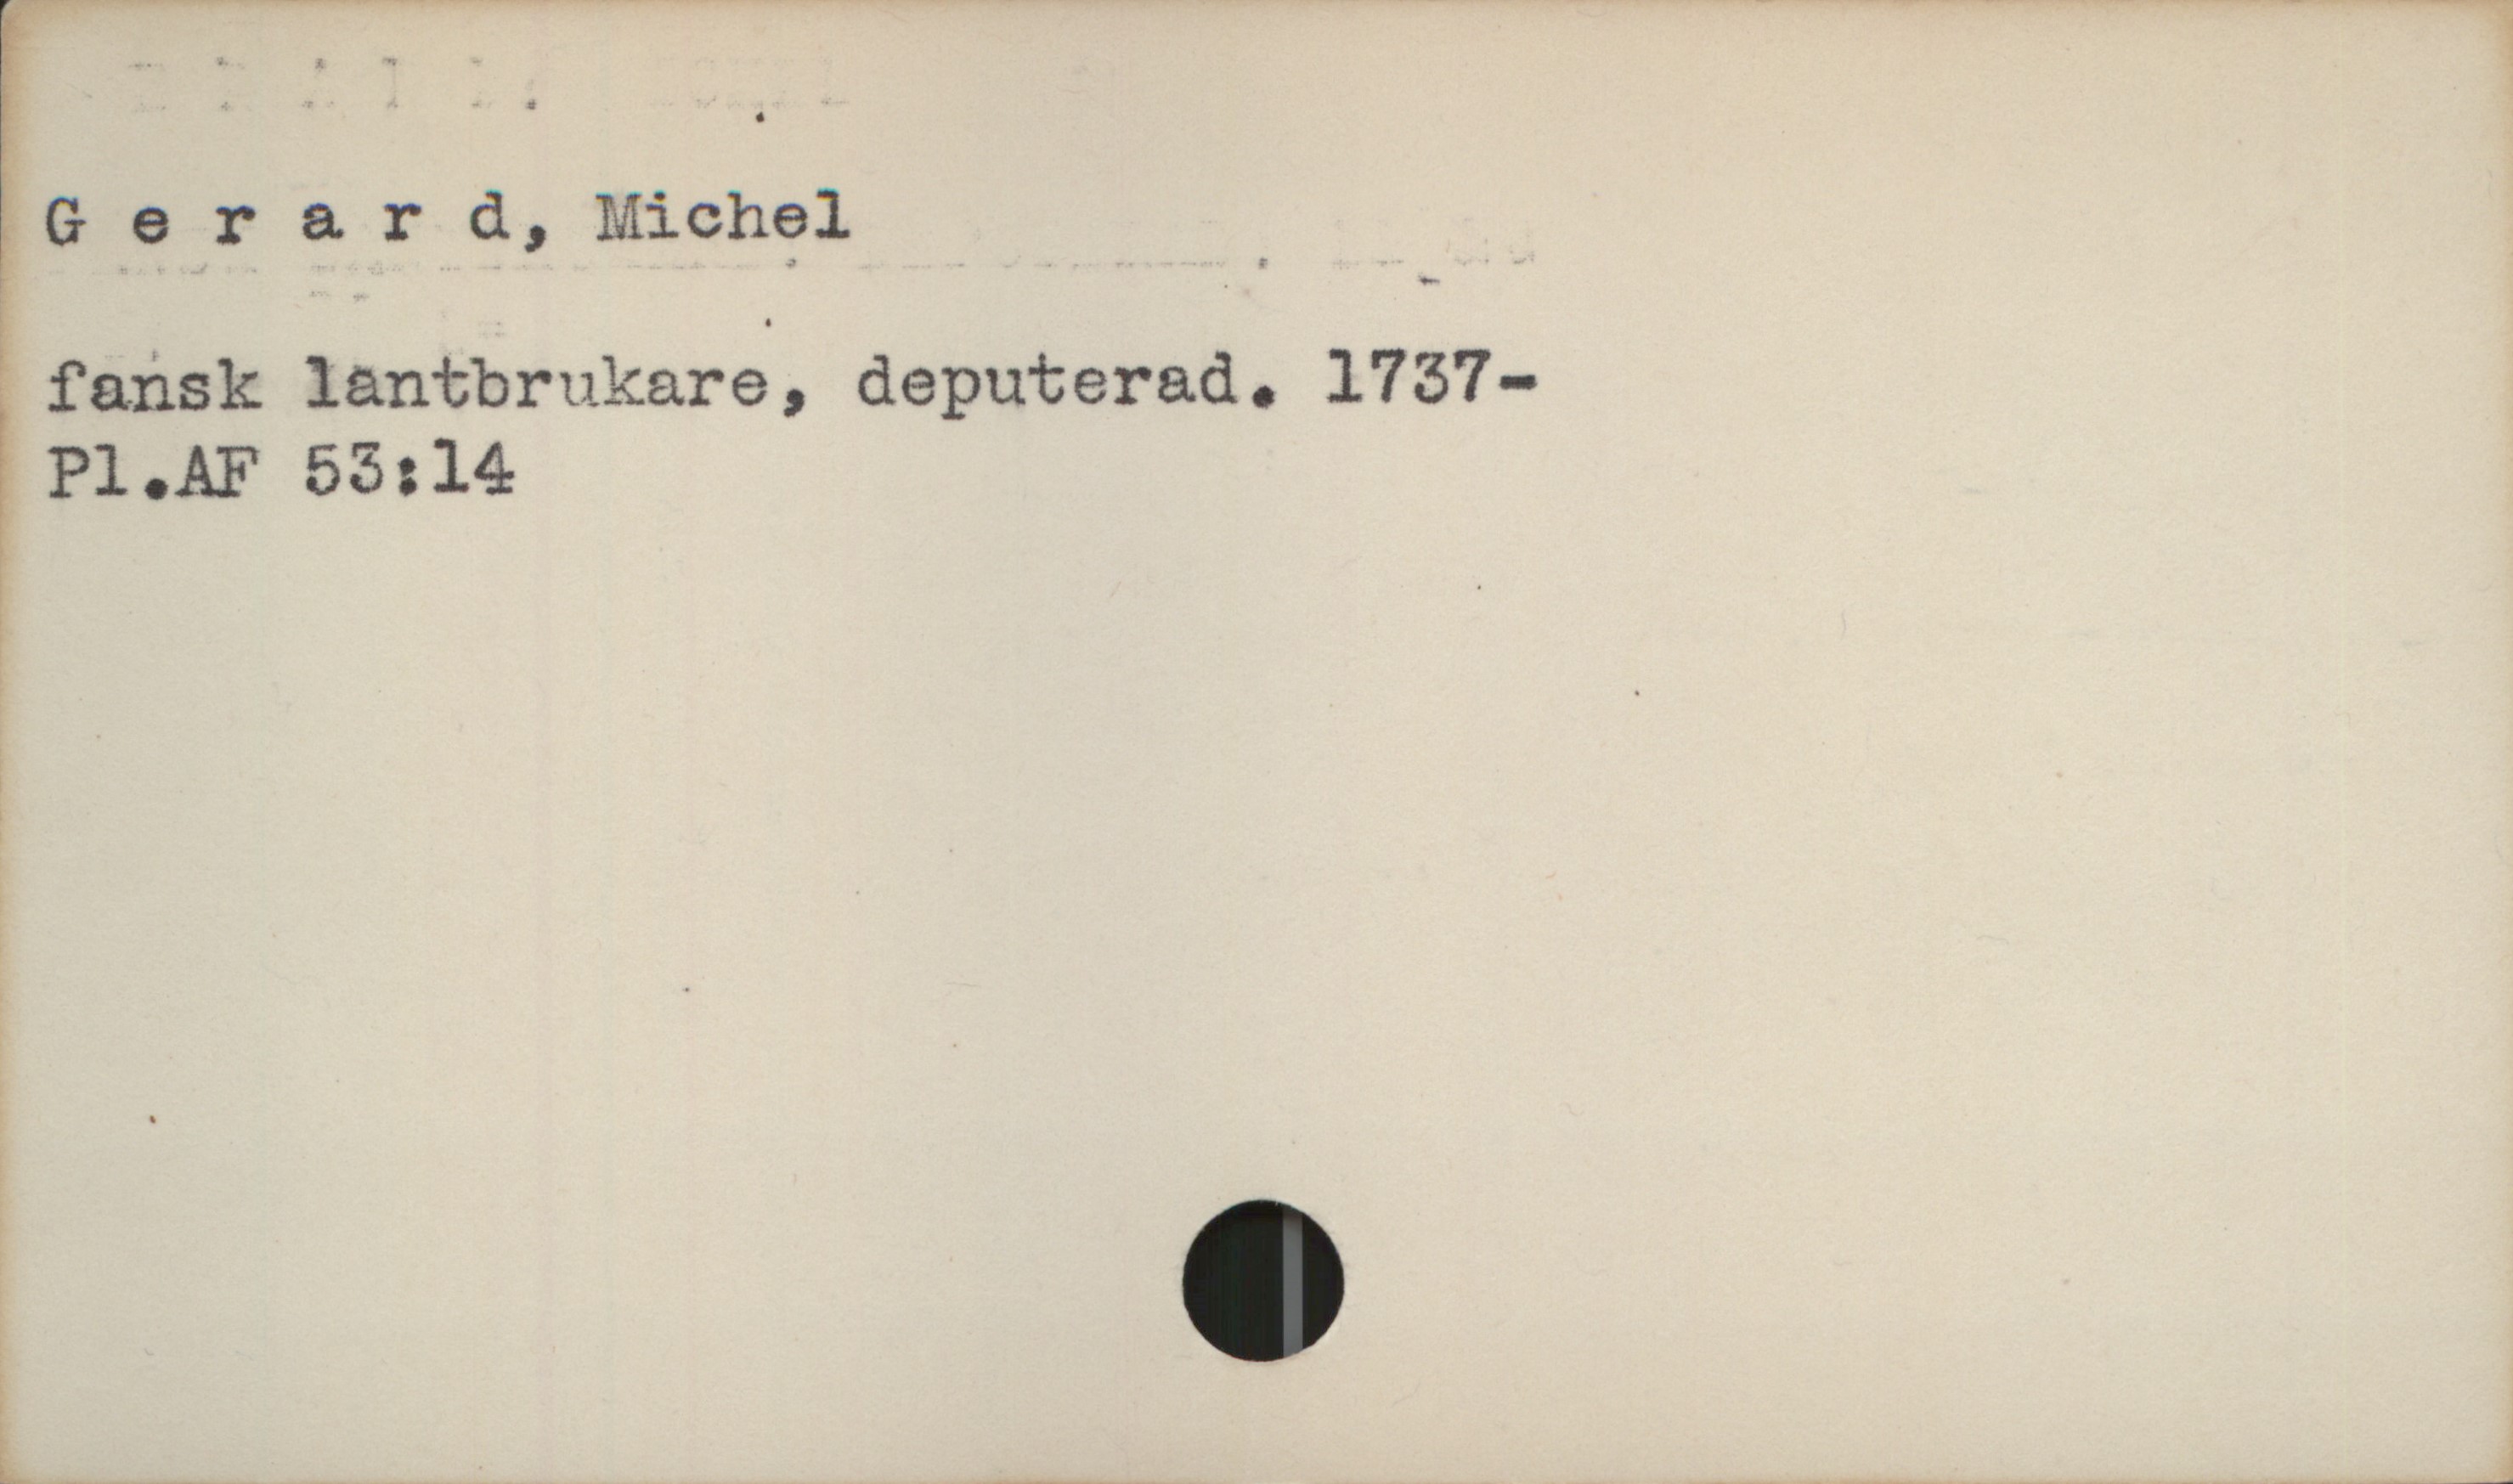 G e r a r d, Michel
fansk lantbrukare, deputerad. 1737-
Pl.AF 53:14